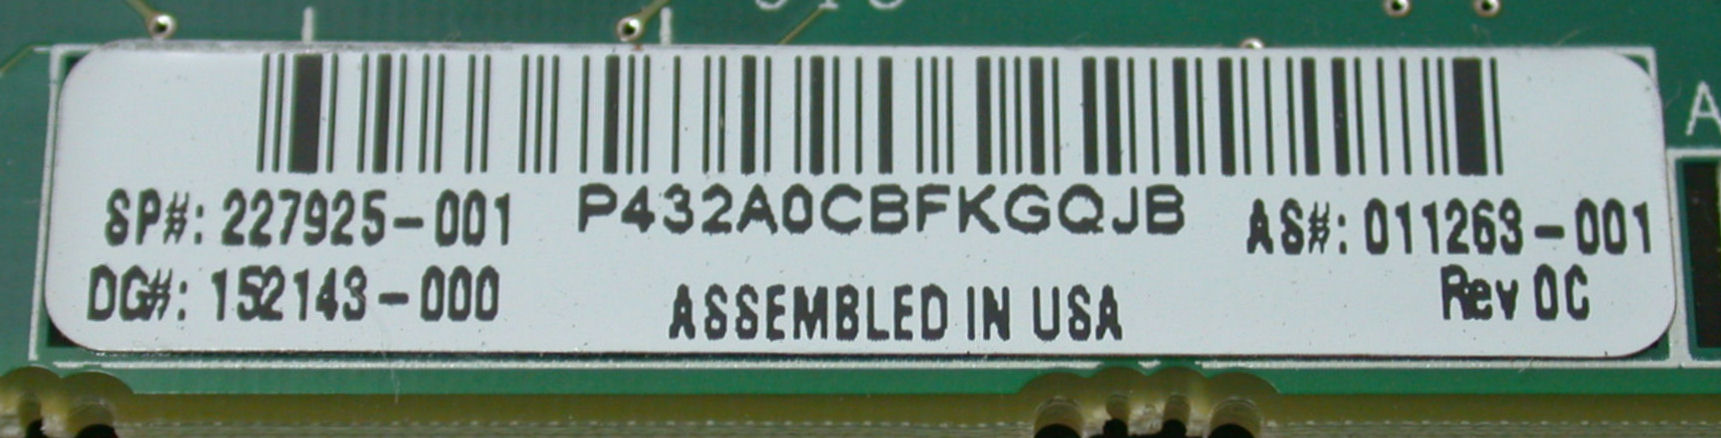 SP#: 227925-001 P432A0CBFKGQJB AS#: 011263-001
DG#: 152143-000 ASSEMBLED IN USA Rev 0C
A